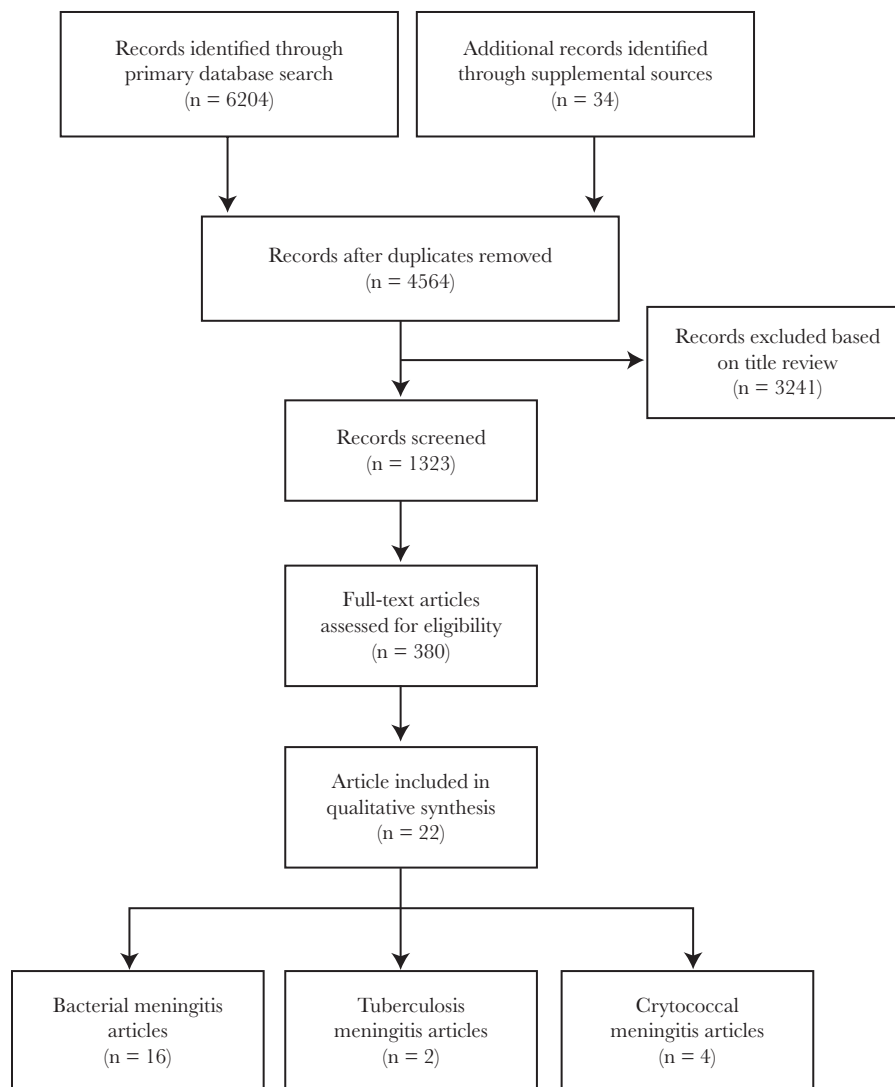 Records identified through
primary database search
(n = 6204)
Additional records identified
through supplemental sources
(n = 34)
Records after duplicates removed
(n = 4564)
Records excluded based
on title review
(n = 3241)
Records screened
(n = 1323)
Full-text articles
assessed for eligibility
(n = 380)
Article included in
qualitative synthesis
(n = 22)
Bacterial meningitis
articles
(n = 16)
Tuberculosis
meningitis articles
(n = 2)
Crytococcal
meningitis articles
(n = 4)